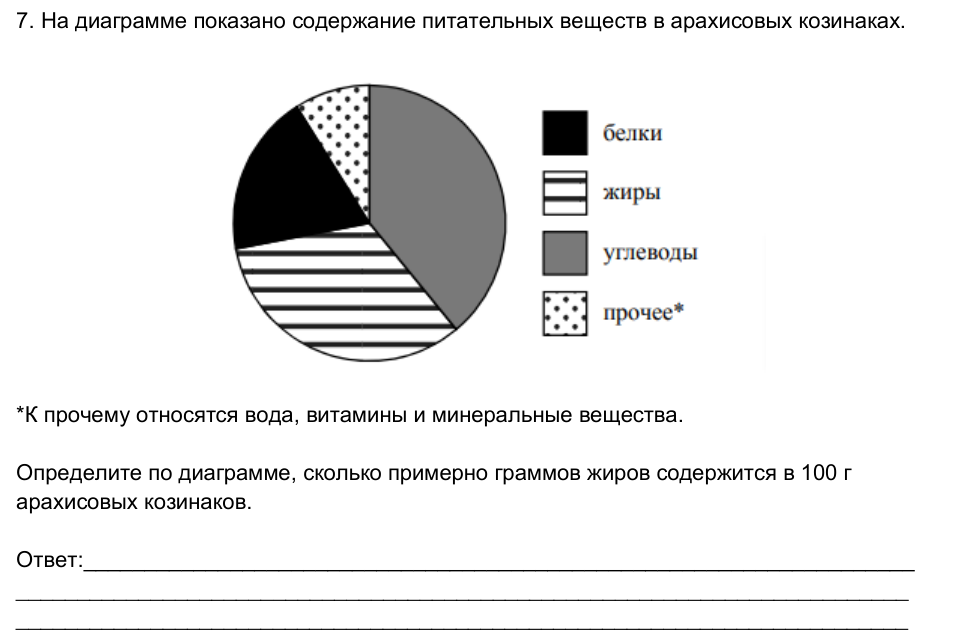 7. На диаграмме показано содержание питательных веществ в арахисовых козинаках.
белки
жиры
углеводы
прочее*
*К прочему относятся вода, витамины и минеральные вещества.
Определите по диаграмме, сколько примерно граммов жиров содержится в 100 г
арахисовых козинаков.
Ответ: